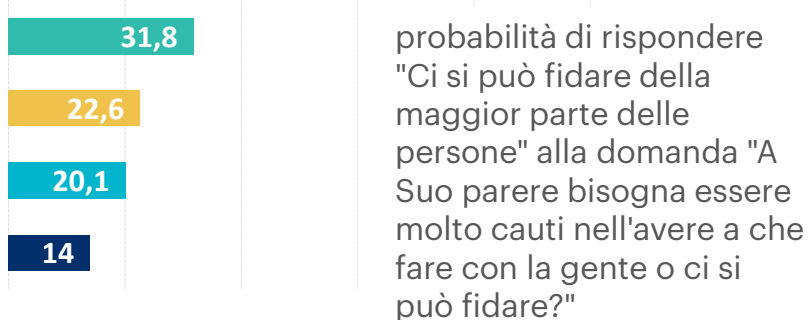 31,8
22,6
20,1
14
probabilità di rispondere
"Ci si può fidare della
maggior parte delle
persone" alla domanda "A
Suo parere bisogna essere
molto cauti nell'avere a che
fare con la gente o ci si
può fidare?"